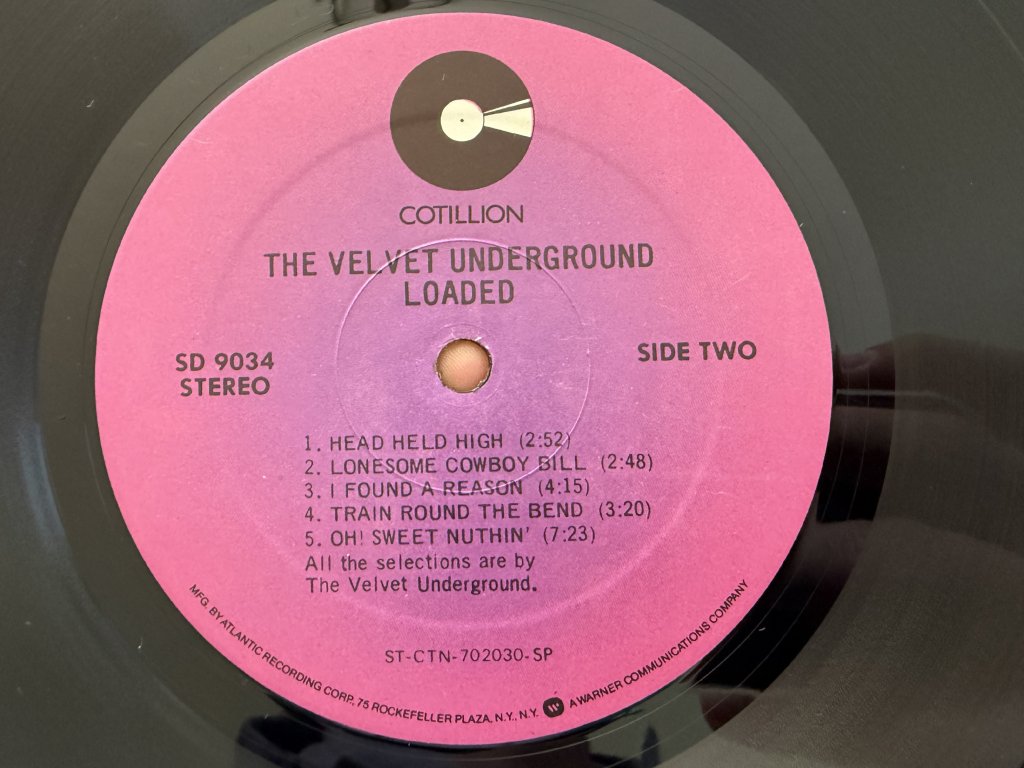 COTILLION
THE VELVET UNDERGROUND
LOADED
SD 9034
STEREO
SIDE TWO
1. HEAD HELD HIGH (2:52)
2. LONESOME COWBOY BILL (2:48)
3. I FOUND A REASON (4:15)
4. TRAIN ROUND THE BEND (3:20)
5. OH! SWEET NUTHIN' (7:23)
All the selections are by
The Velvet Underground.
ST-CTN-702030-SP
MFG. BY ATLANTIC RECORDING CORP., 75 ROCKEFELLER PLAZA, N.Y., N.Y. W A WARNER COMMUNICATIONS COMPANY